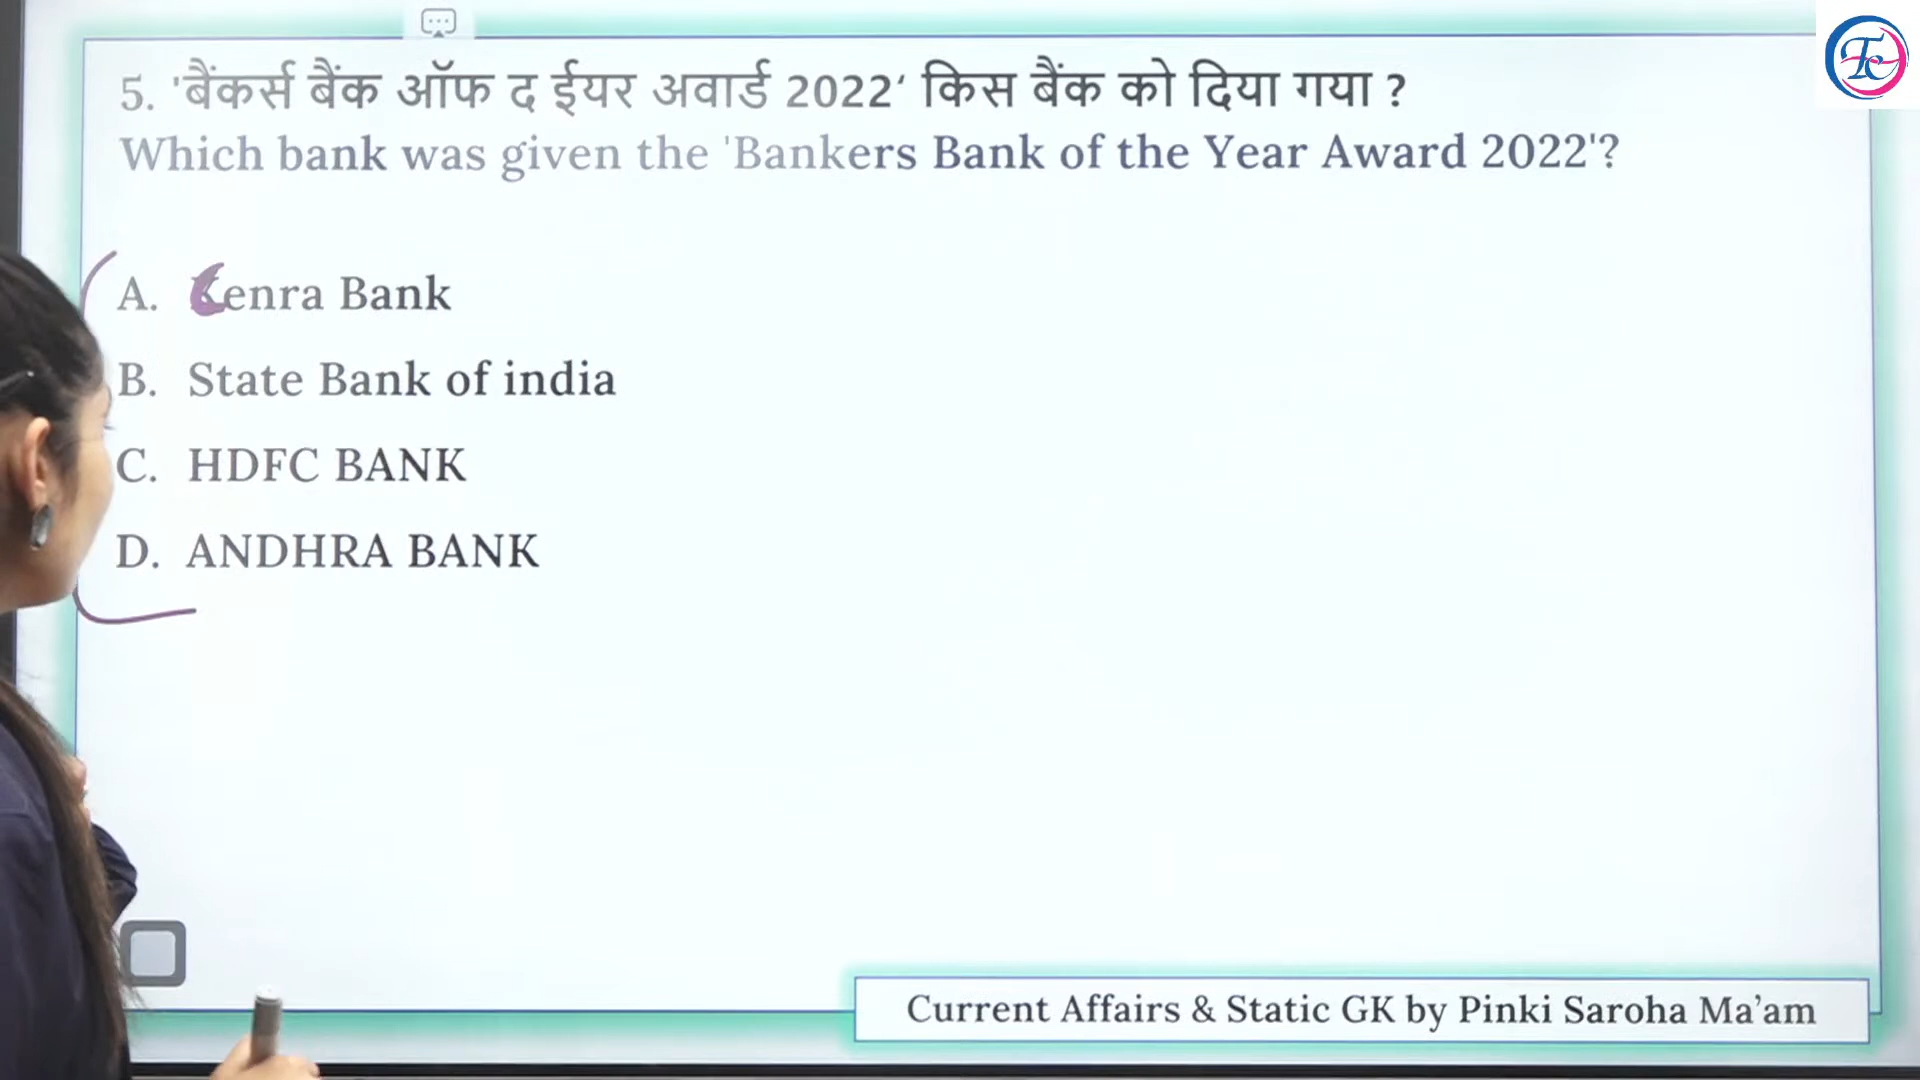 5. 'बैंकर्स बैंक ऑफ द ईयर अवार्ड 2022‘ किस बैंक को दिया गया ?
Which bank was given the 'Bankers Bank of the Year Award 2022'?
A. Cenra Bank
B. State Bank of india
C. HDFC BANK
D. ANDHRA BANK
Current Affairs & Static GK by Pinki Saroha Ma’am
Tc